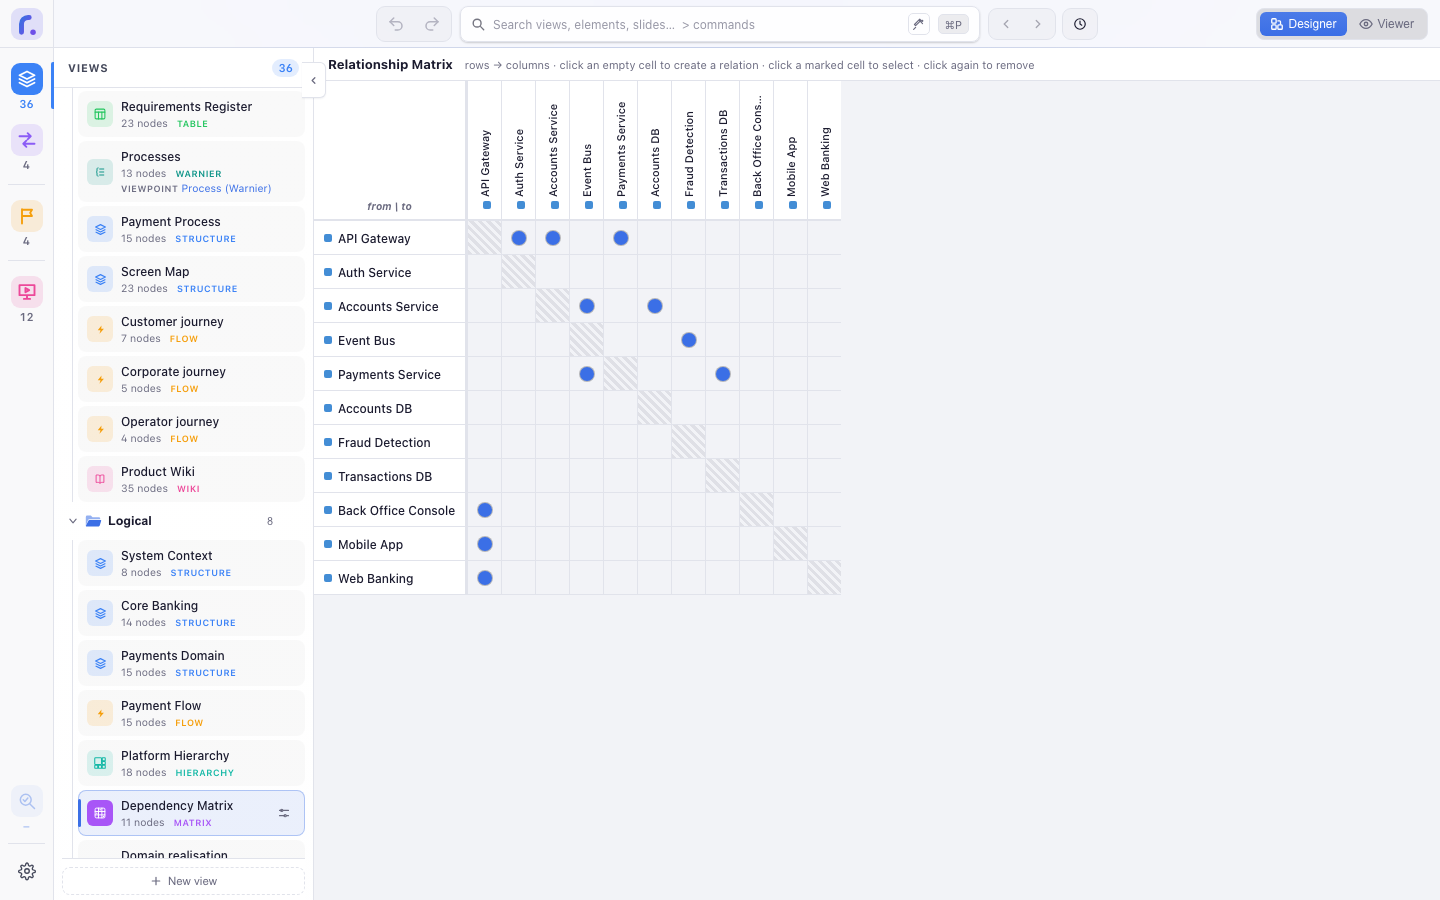 Search views, elements, slides... > commands
⌘P
Designer
Viewer
36
4
4
12
–
VIEWS
36
Requirements Register
23 nodes TABLE
Processes
13 nodes WARNIER
VIEWPOINT Process (Warnier)
Payment Process
15 nodes STRUCTURE
Screen Map
23 nodes STRUCTURE
Customer journey
7 nodes FLOW
Corporate journey
5 nodes FLOW
Operator journey
4 nodes FLOW
Product Wiki
35 nodes WIKI
Logical 8
System Context
8 nodes STRUCTURE
Core Banking
14 nodes STRUCTURE
Payments Domain
15 nodes STRUCTURE
Payment Flow
15 nodes FLOW
Platform Hierarchy
18 nodes HIERARCHY
Dependency Matrix
11 nodes MATRIX
Domain realisation
+ New view
Relationship Matrix rows → columns · click an empty cell to create a relation · click a marked cell to select · click again to remove
from | to
API Gateway
Auth Service
Accounts Service
Event Bus
Payments Service
Accounts DB
Fraud Detection
Transactions DB
Back Office Cons...
Mobile App
Web Banking
API Gateway
Auth Service
Accounts Service
Event Bus
Payments Service
Accounts DB
Fraud Detection
Transactions DB
Back Office Console
Mobile App
Web Banking